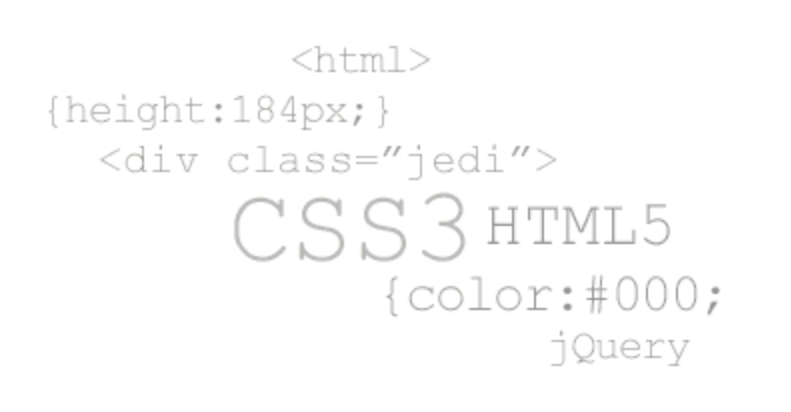 <html>
{height:184px;}
<div class=”jedi”>
CSS3 HTML5
{color:#000;
jQuery